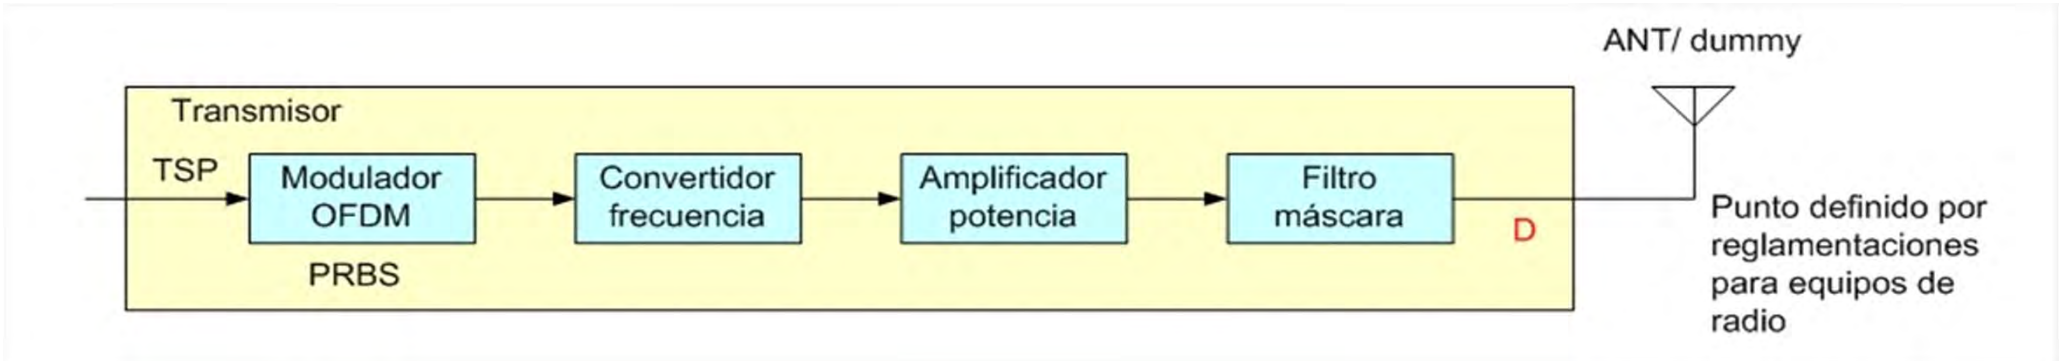 ANT/ dummy
Transmisor
TSP
Modulador
OFDM
Convertidor
frecuencia
Amplificador
potencia
Filtro
máscara
D
PRBS
Punto definido por
reglamentaciones
para equipos de
radio